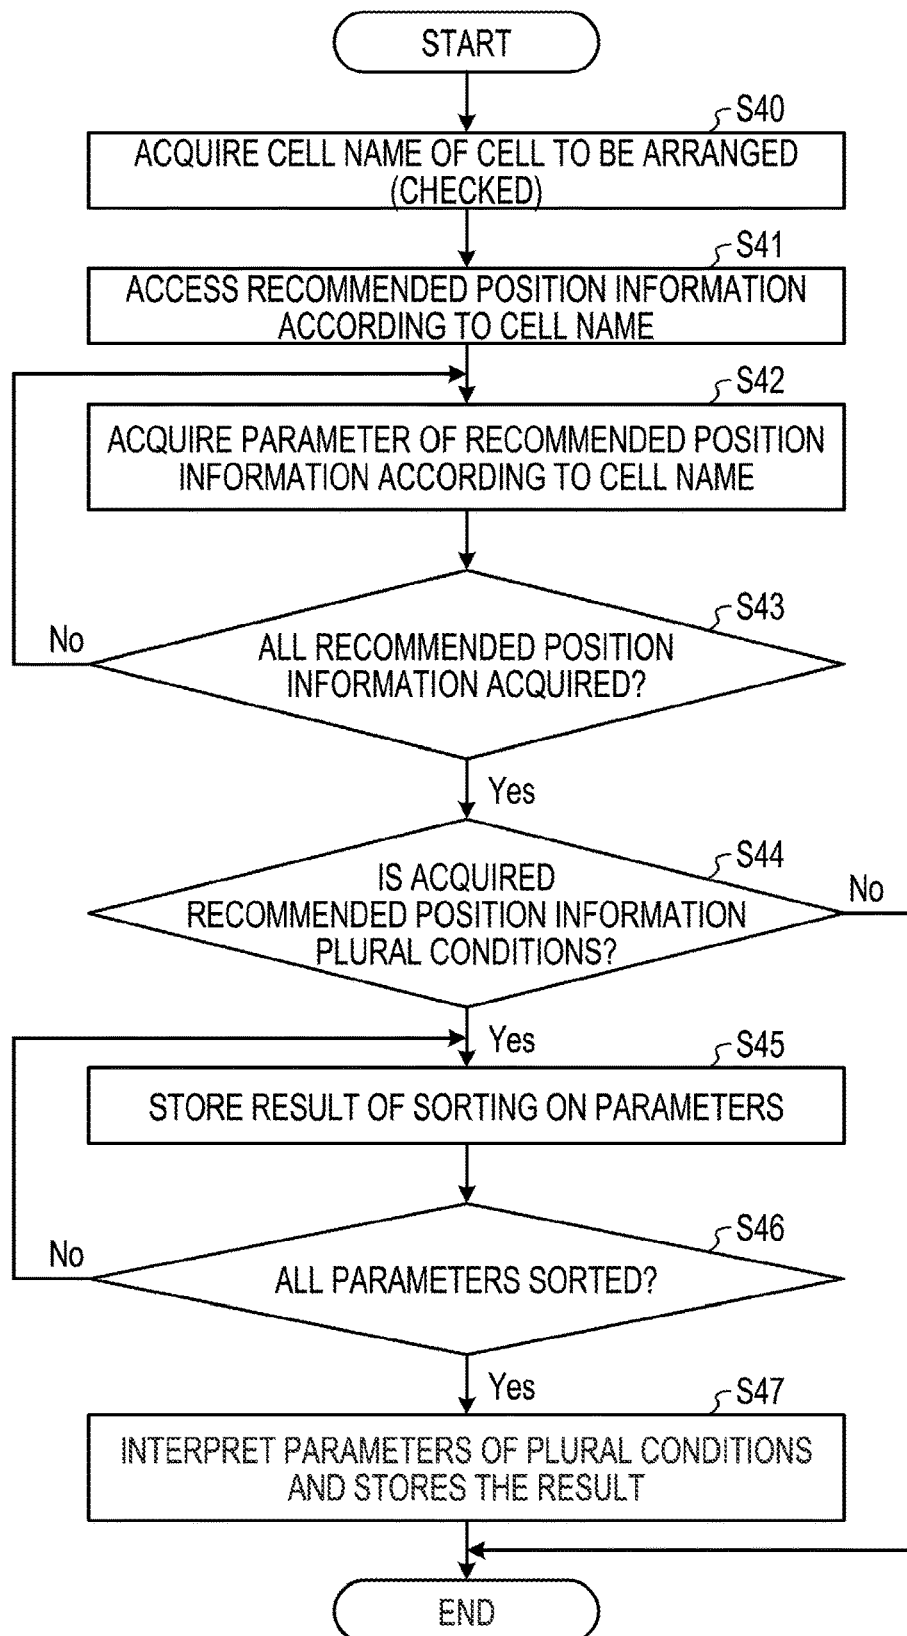 START
S40
ACQUIRE CELL NAME OF CELL TO BE ARRANGED
(CHECKED)
S41
ACCESS RECOMMENDED POSITION INFORMATION
ACCORDING TO CELL NAME
S42
ACQUIRE PARAMETER OF RECOMMENDED POSITION
INFORMATION ACCORDING TO CELL NAME
S43
No
ALL RECOMMENDED POSITION
INFORMATION ACQUIRED?
Yes
S44
No
IS ACQUIRED
RECOMMENDED POSITION INFORMATION
PLURAL CONDITIONS?
Yes
S45
STORE RESULT OF SORTING ON PARAMETERS
S46
No
ALL PARAMETERS SORTED?
Yes
S47
INTERPRET PARAMETERS OF PLURAL CONDITIONS
AND STORES THE RESULT
END